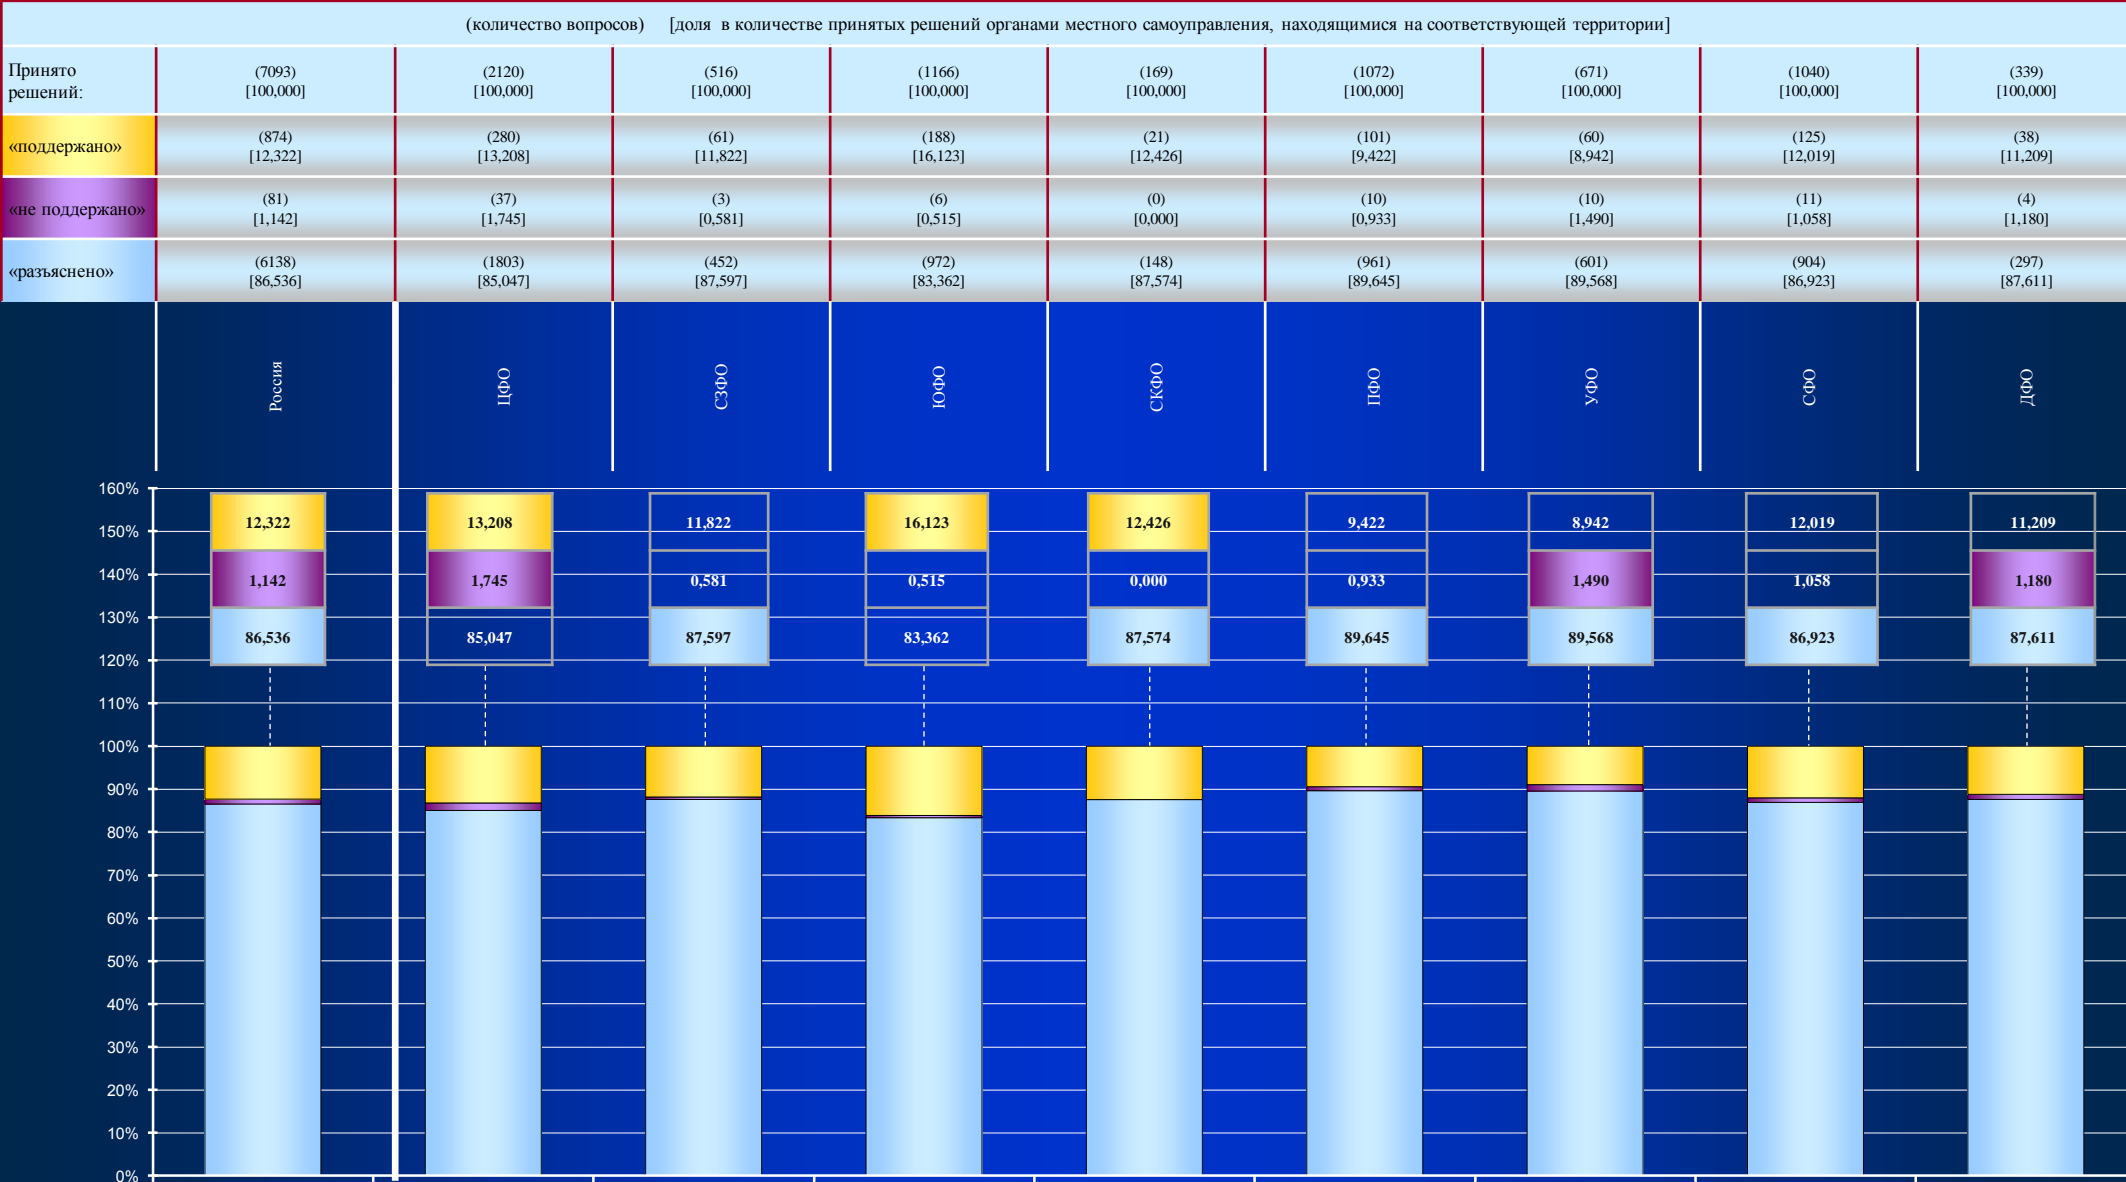 (количество вопросов) [доля в количестве принятых решений органами местного самоуправления, находящимися на соответствующей территории]
Принято решений: (7093) (2120) (516) (1166) (169) (1072) (671) (1040) (339)
[100,000] [100,000] [100,000] [100,000] [100,000] [100,000] [100,000] [100,000] [100,000]
«поддержано» (874) (280) (61) (188) (21) (101) (60) (125) (38)
[12,322] [13,208] [11,822] [16,123] [12,426] [9,422] [8,942] [12,019] [11,209]
«не поддержано» (81) (37) (3) (6) (0) (10) (10) (11) (4)
[1,142] [1,745] [0,581] [0,515] [0,000] [0,933] [1,490] [1,058] [1,180]
«разъяснено» (6138) (1803) (452) (972) (148) (961) (601) (904) (297)
[86,536] [85,047] [87,597] [83,362] [87,574] [89,645] [89,568] [86,923] [87,611]
Россия ЦФО СЗФО ЮФО СКФО ПФО УФО СФО ДФО
160%
12,322 13,208 11,822 16,123 12,426 9,422 8,942 12,019 11,209
150%
140%
1,142 1,745 0,581 0,515 0,000 0,933 1,490 1,058 1,180
130%
86,536 85,047 87,597 83,362 87,574 89,645 89,568 86,923 87,611
120%
110%
100%
90%
80%
70%
60%
50%
40%
30%
20%
10%
0%